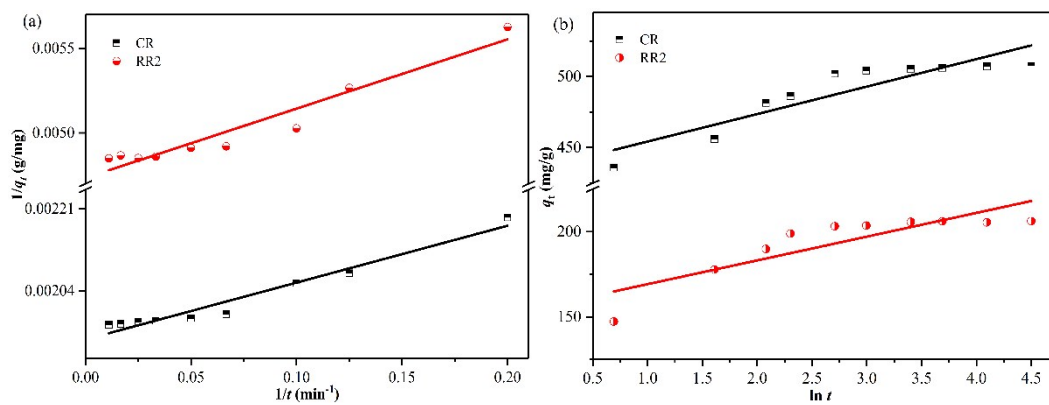 (a)
CR
RR2
0.0055
0.0050
0.00221
0.00204
1/qt (g/mg)
0.00 0.05 0.10 0.15 0.20
1/t (min-1)
(b)
CR
RR2
500
450
200
150
qt (mg/g)
0.5 1.0 1.5 2.0 2.5 3.0 3.5 4.0 4.5
ln t